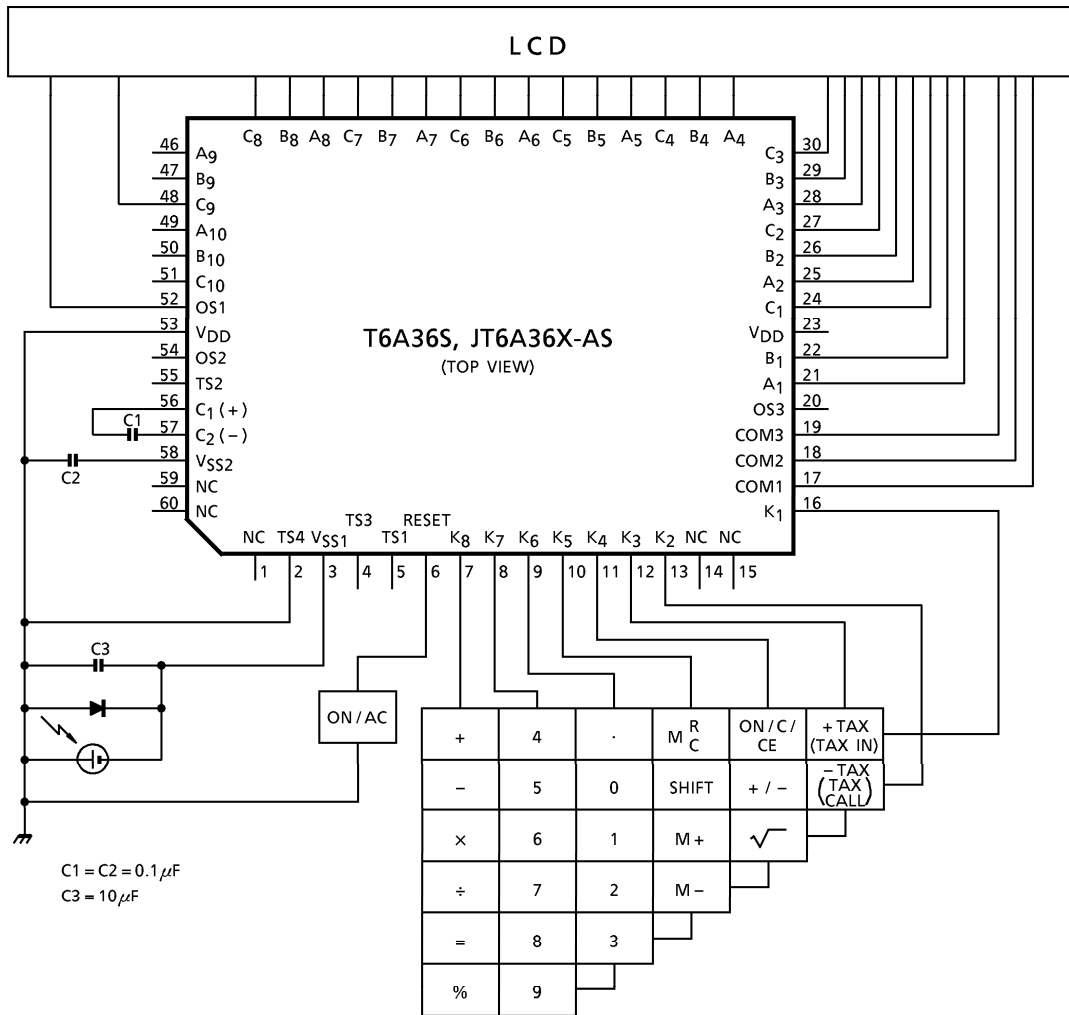 LCD
C8 B8 A8 C7 B7 A7 C6 B6 A6 C5 B5 A5 C4 B4 A4
46 A9
47 B9
48 C9
49 A10
50 B10
51 C10
52 OS1
53 VDD
54 OS2
55 TS2
56 C1 (+)
57 C2 (−)
58 VSS2
59 NC
60 NC
C1
C2
T6A36S, JT6A36X-AS
(TOP VIEW)
C3 30
B3 29
A3 28
C2 27
B2 26
A2 25
C1 24
VDD 23
B1 22
A1 21
OS3 20
COM3 19
COM2 18
COM1 17
K1 16
NC TS4 VSS1 TS3 TS1 RESET K8 K7 K6 K5 K4 K3 K2 NC NC
1 2 3 4 5 6 7 8 9 10 11 12 13 14 15
C3
ON / AC
+ 4 · M R C ON / C / CE + TAX (TAX IN)
− 5 0 SHIFT + / − − TAX (TAX CALL)
× 6 1 M + √
÷ 7 2 M −
= 8 3
% 9
C1 = C2 = 0.1 μF
C3 = 10 μF